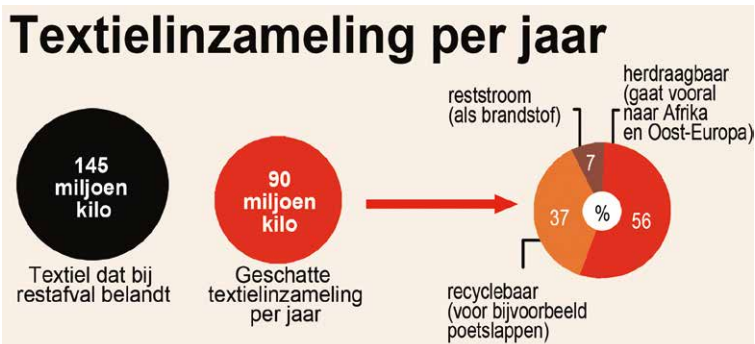 Textielinzameling per jaar
145
miljoen
kilo
Textiel dat bij
restafval belandt
90
miljoen
kilo
Geschatte
textielinzameling
per jaar
reststroom
(als brandstof)
herdraagbaar
(gaat vooral
naar Afrika
en Oost-Europa)
7
37
%
56
recyclebaar
(voor bijvoorbeeld
poetslappen)